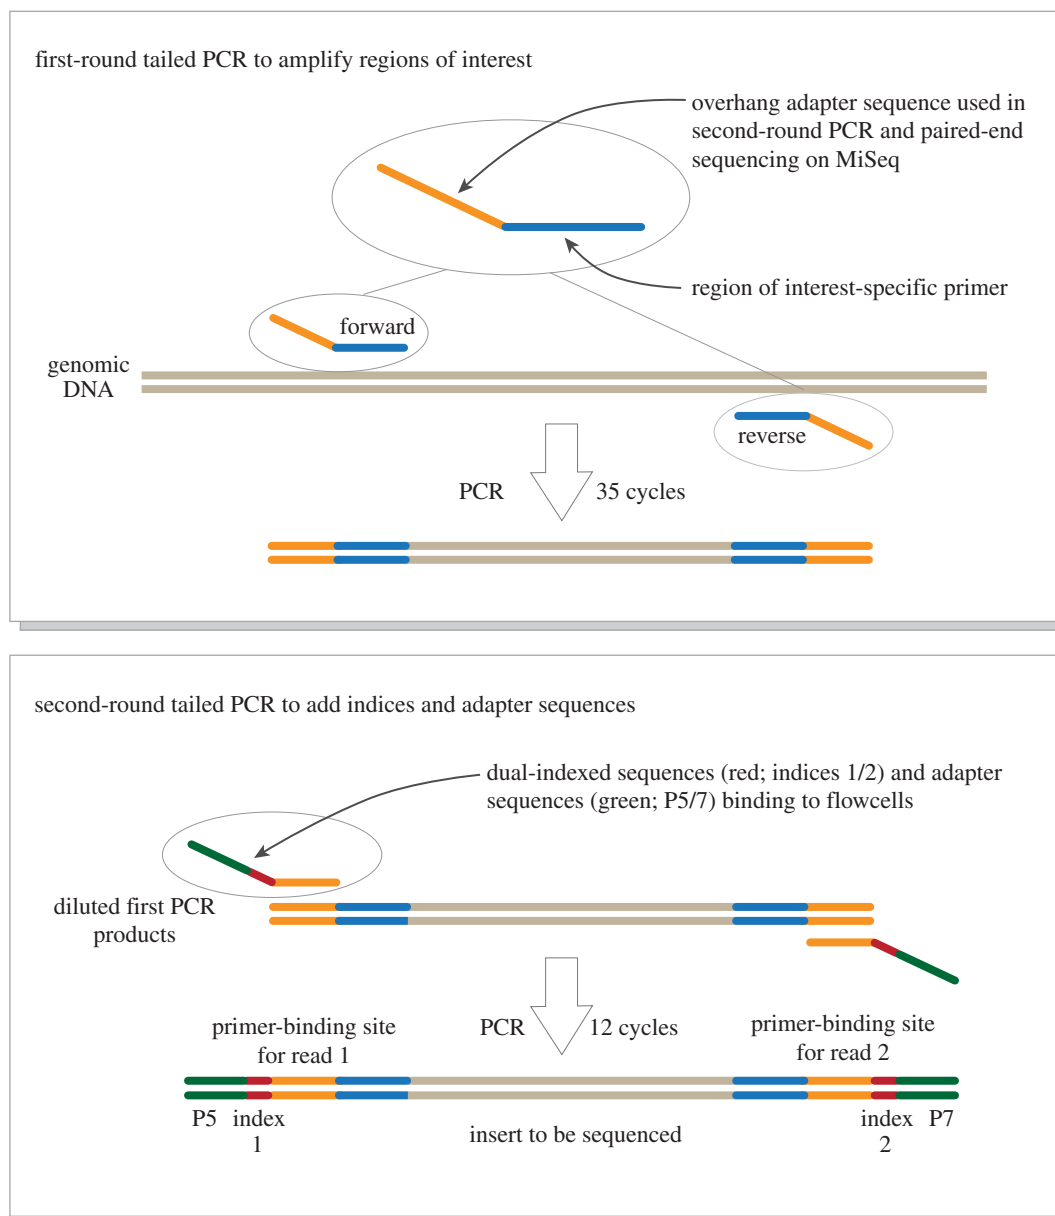 first-round tailed PCR to amplify regions of interest
overhang adapter sequence used in
second-round PCR and paired-end
sequencing on MiSeq
region of interest-specific primer
forward
genomic
DNA
reverse
PCR
35 cycles
second-round tailed PCR to add indices and adapter sequences
dual-indexed sequences (red; indices 1/2) and adapter
sequences (green; P5/7) binding to flowcells
diluted first PCR
products
PCR
12 cycles
primer-binding site
for read 1
primer-binding site
for read 2
P5
index
1
insert to be sequenced
index
2
P7